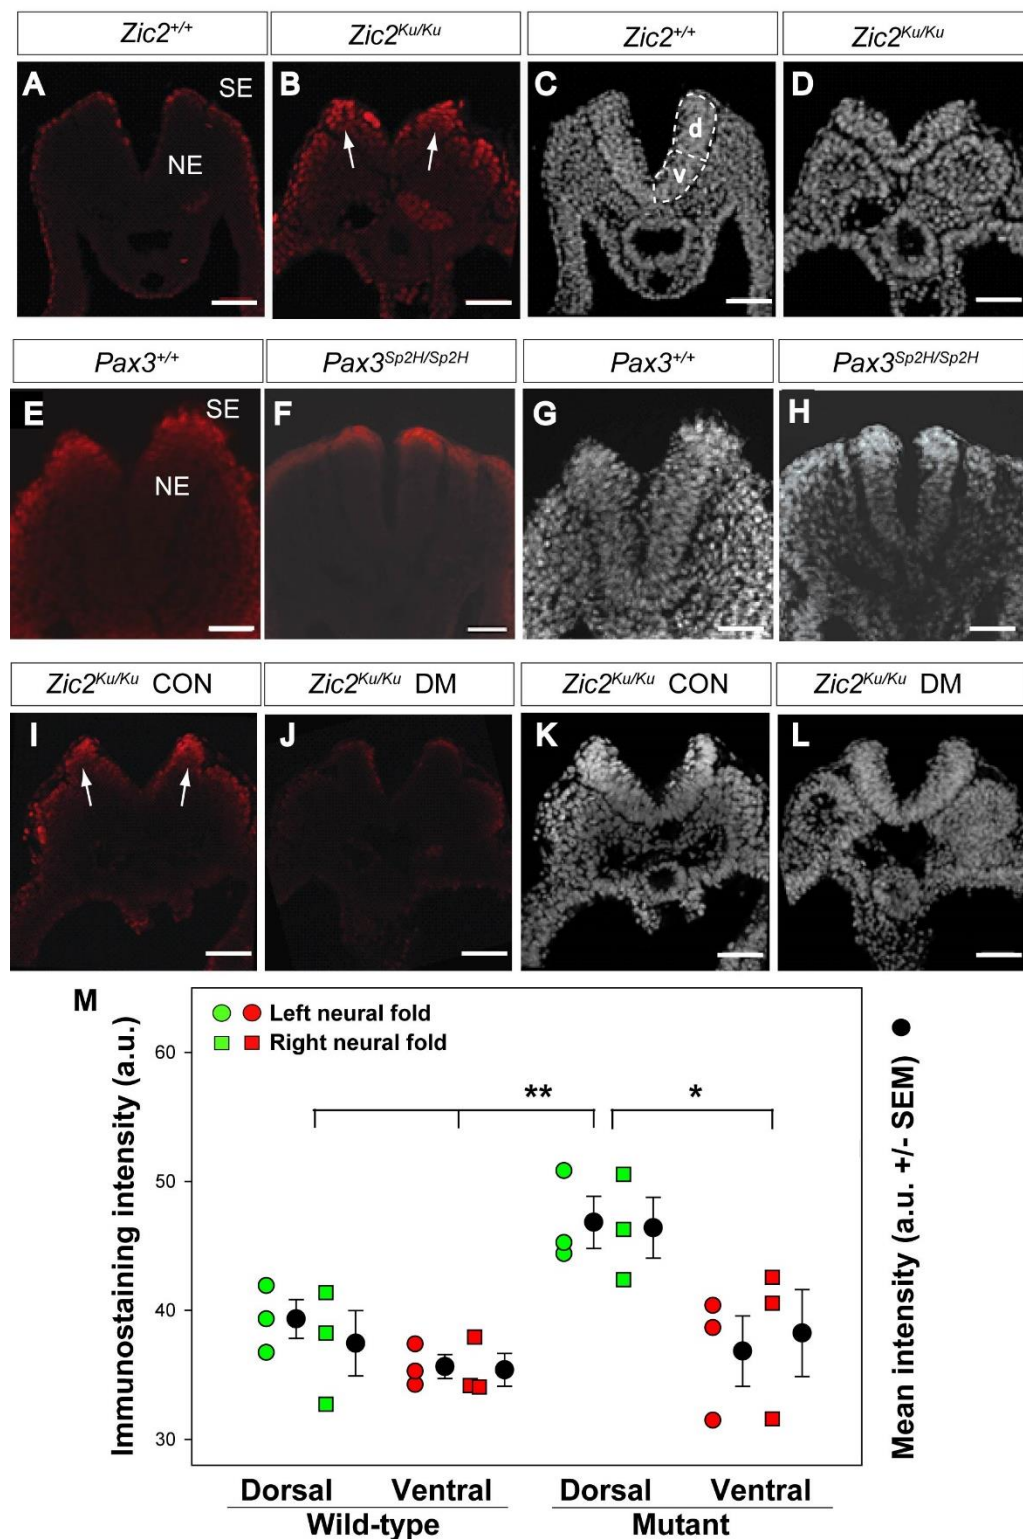 Zic2+/+ Zic2Ku/Ku Zic2+/+ Zic2Ku/Ku
A SE B C D
d
NE v
Pax3+/+ Pax3Sp2H/Sp2H Pax3+/+ Pax3Sp2H/Sp2H
E SE F G H
NE
Zic2Ku/Ku CON Zic2Ku/Ku DM Zic2Ku/Ku CON Zic2Ku/Ku DM
I J K L
M
Immunostaining intensity (a.u.)
Left neural fold
Right neural fold
60
50
40
30
** *
Mean intensity (a.u. +/- SEM)
Dorsal Ventral Dorsal Ventral
Wild-type Mutant